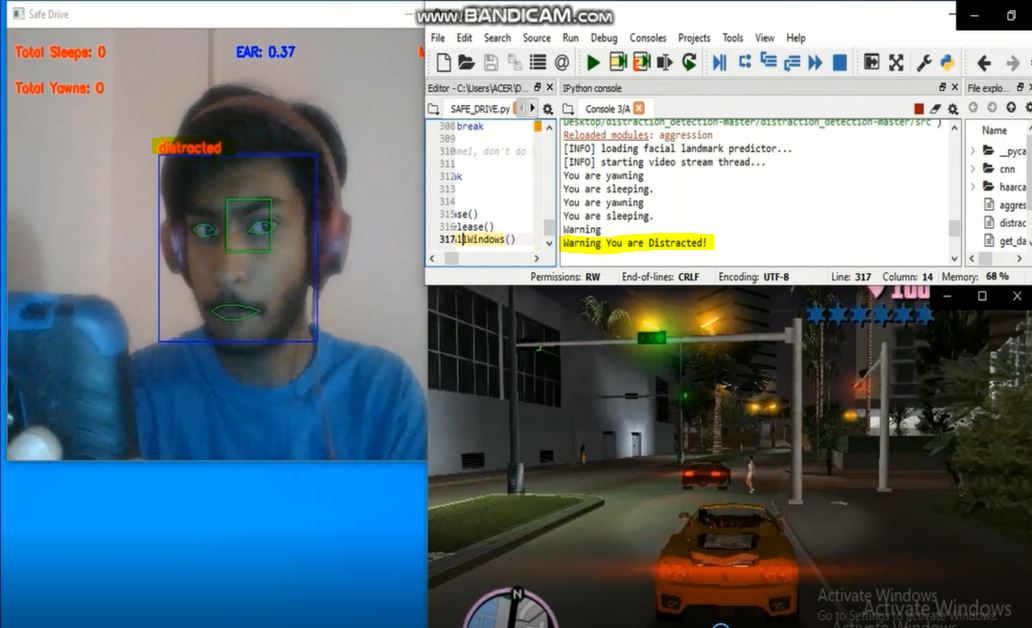 Safe Drive
www.BANDICAM.com
Total Sleeps: 0
EAR: 0.37
M
Total Yawns: 0
distracted
File Edit Search Source Run Debug Consoles Projects Tools View Help
Editor - C:\Users\ACER\D...
IPython console
File explo...
SAFE_DRIVE.py
Console 3/A
308 break
309
310 mel, don't do
311
312 ak
313
314
315 se()
316 lease()
317 llWindows()
Desktop/distraction_detection-master/distraction_detection-master/src')
Reloaded modules: aggression
[INFO] loading facial landmark predictor...
[INFO] starting video stream thread...
You are yawning
You are sleeping.
You are yawning
You are sleeping.
Warning
Warning You are Distracted!
Name
__pyca
cnn
haarca
aggres
distrac
get_da
Permissions: RW End-of-lines: CRLF Encoding: UTF-8 Line: 317 Column: 14 Memory: 68 %
100
N
Activate Windows
Go to Settings to activate Windows.
Activate Windows